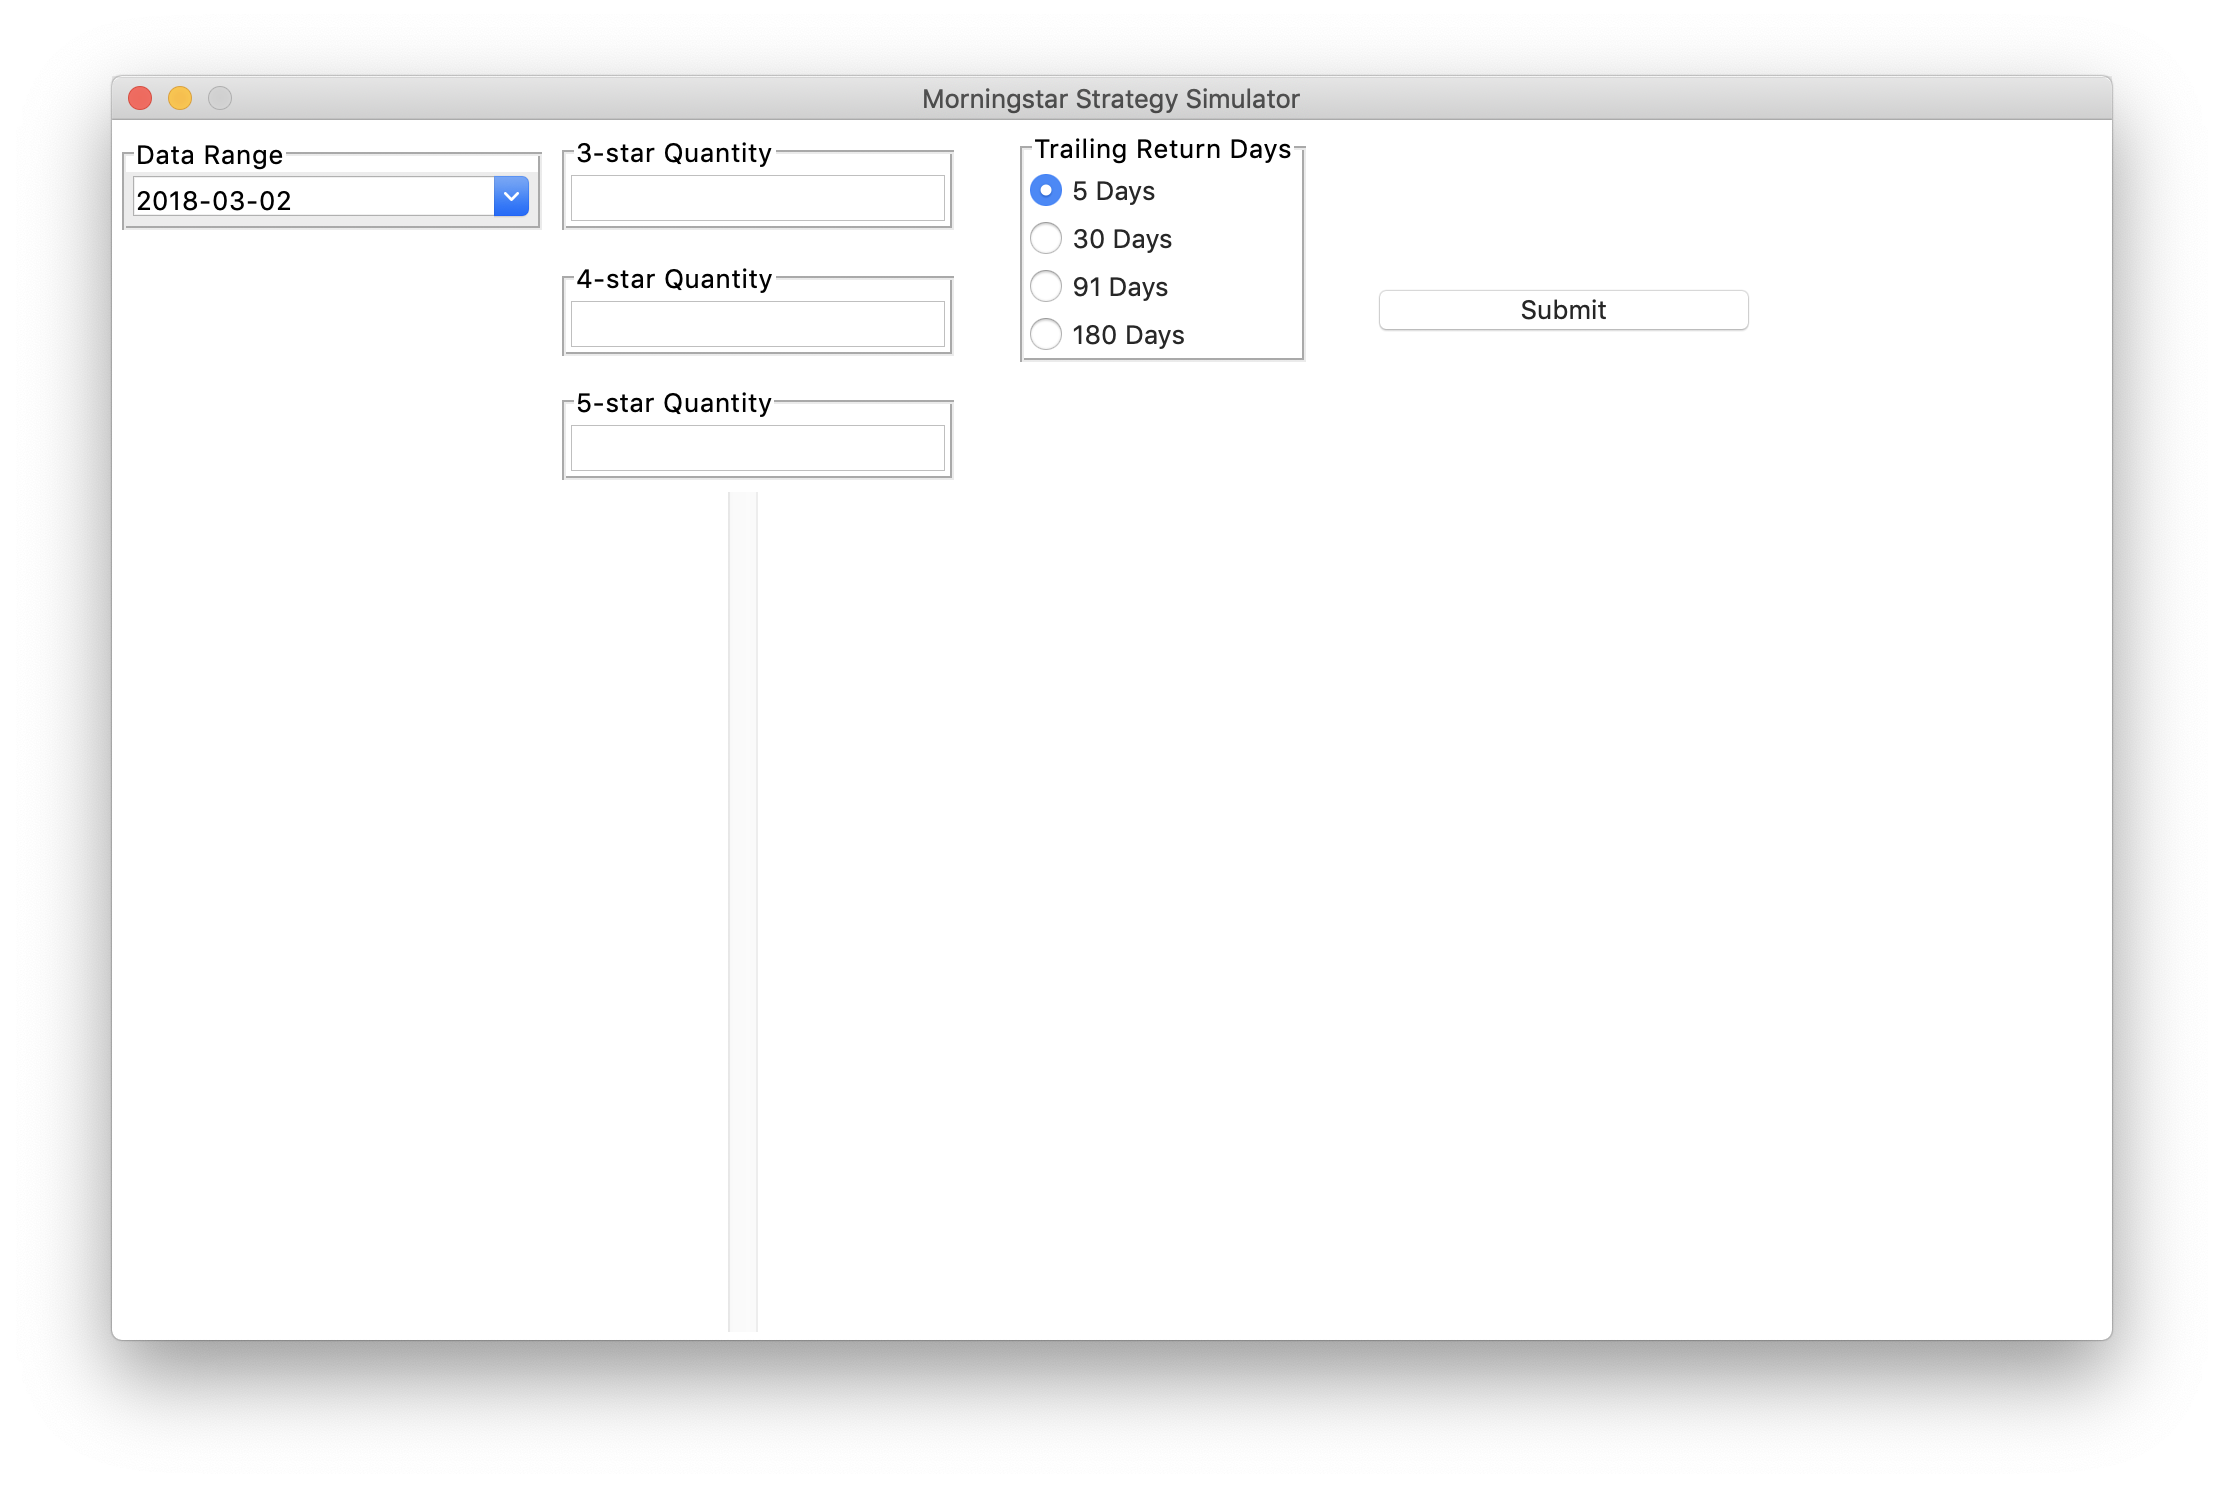 Morningstar Strategy Simulator
Data Range
2018-03-02
3-star Quantity
4-star Quantity
5-star Quantity
Trailing Return Days
5 Days
30 Days
91 Days
180 Days
Submit